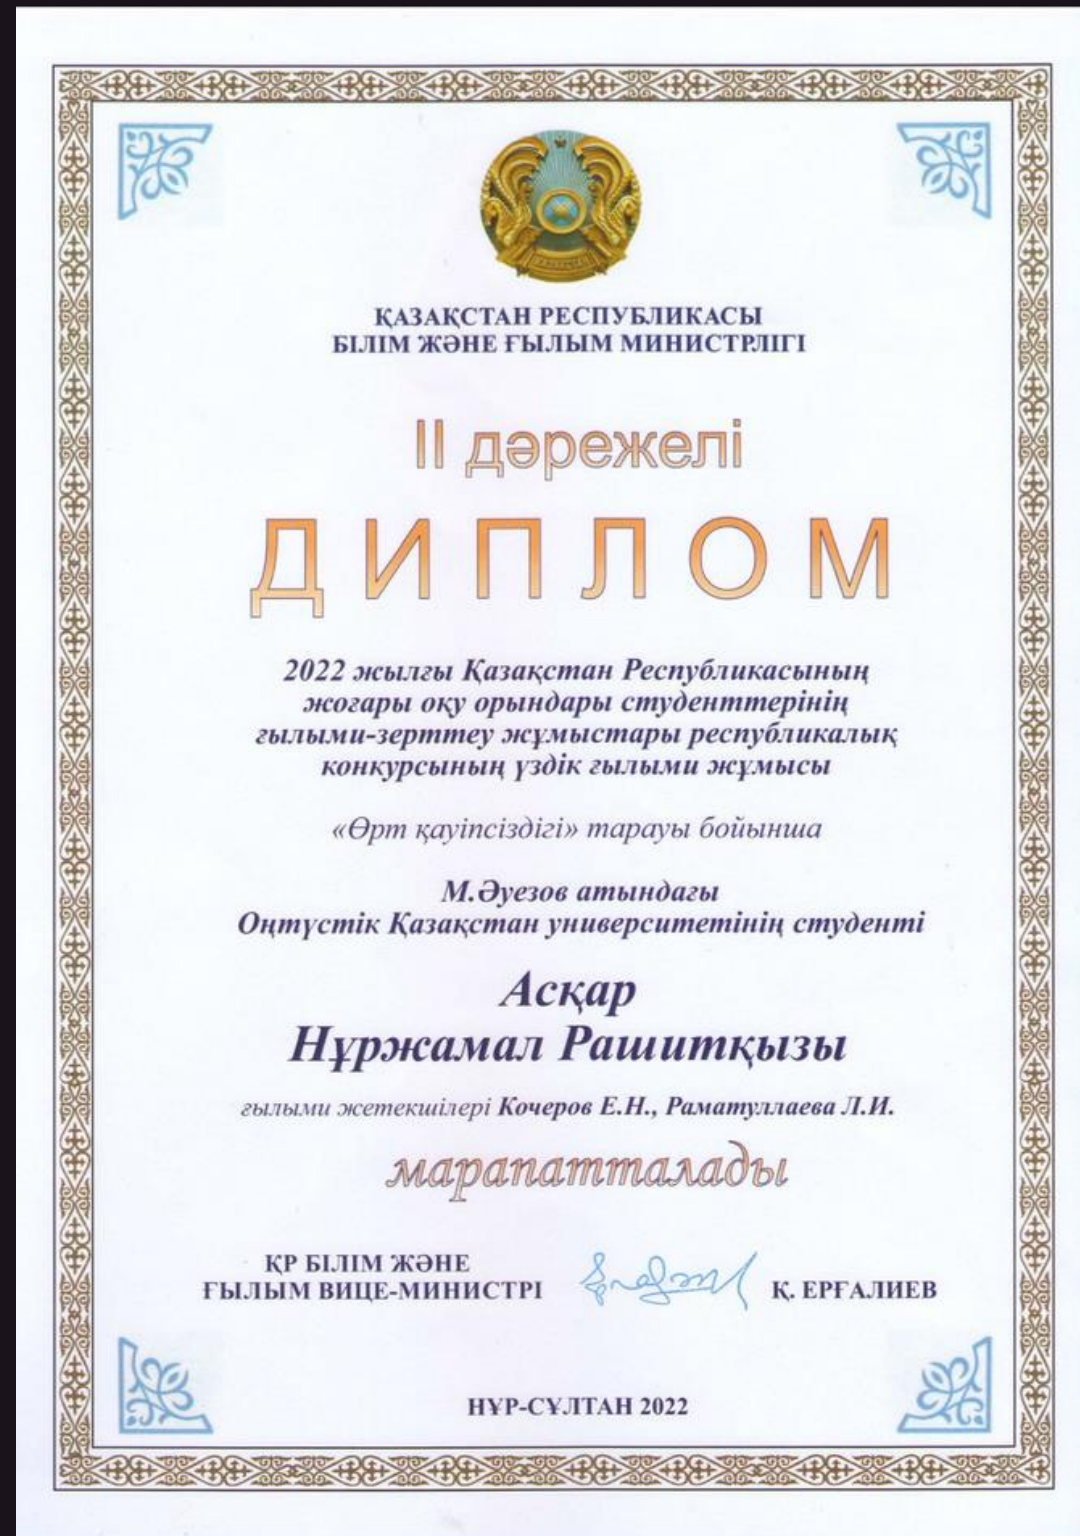 ҚАЗАҚСТАН РЕСПУБЛИКАСЫ
БІЛІМ ЖӘНЕ ҒЫЛЫМ МИНИСТРЛІГІ
II дәрежелі
ДИПЛОМ
2022 жылғы Қазақстан Республикасының
жоғары оқу орындары студенттерінің
ғылыми-зерттеу жұмыстары республикалық
конкурсының үздік ғылыми жұмысы
«Өрт қауіпсіздігі» тарауы бойынша
М.Әуезов атындағы
Оңтүстік Қазақстан университетінің студенті
Асқар
Нұржамал Рашитқызы
ғылыми жетекшілері Кочеров Е.Н., Раматуллаева Л.И.
марапатталады
ҚР БІЛІМ ЖӘНЕ
ҒЫЛЫМ ВИЦЕ-МИНИСТРІ Қ. ЕРҒАЛИЕВ
НҰР-СҰЛТАН 2022